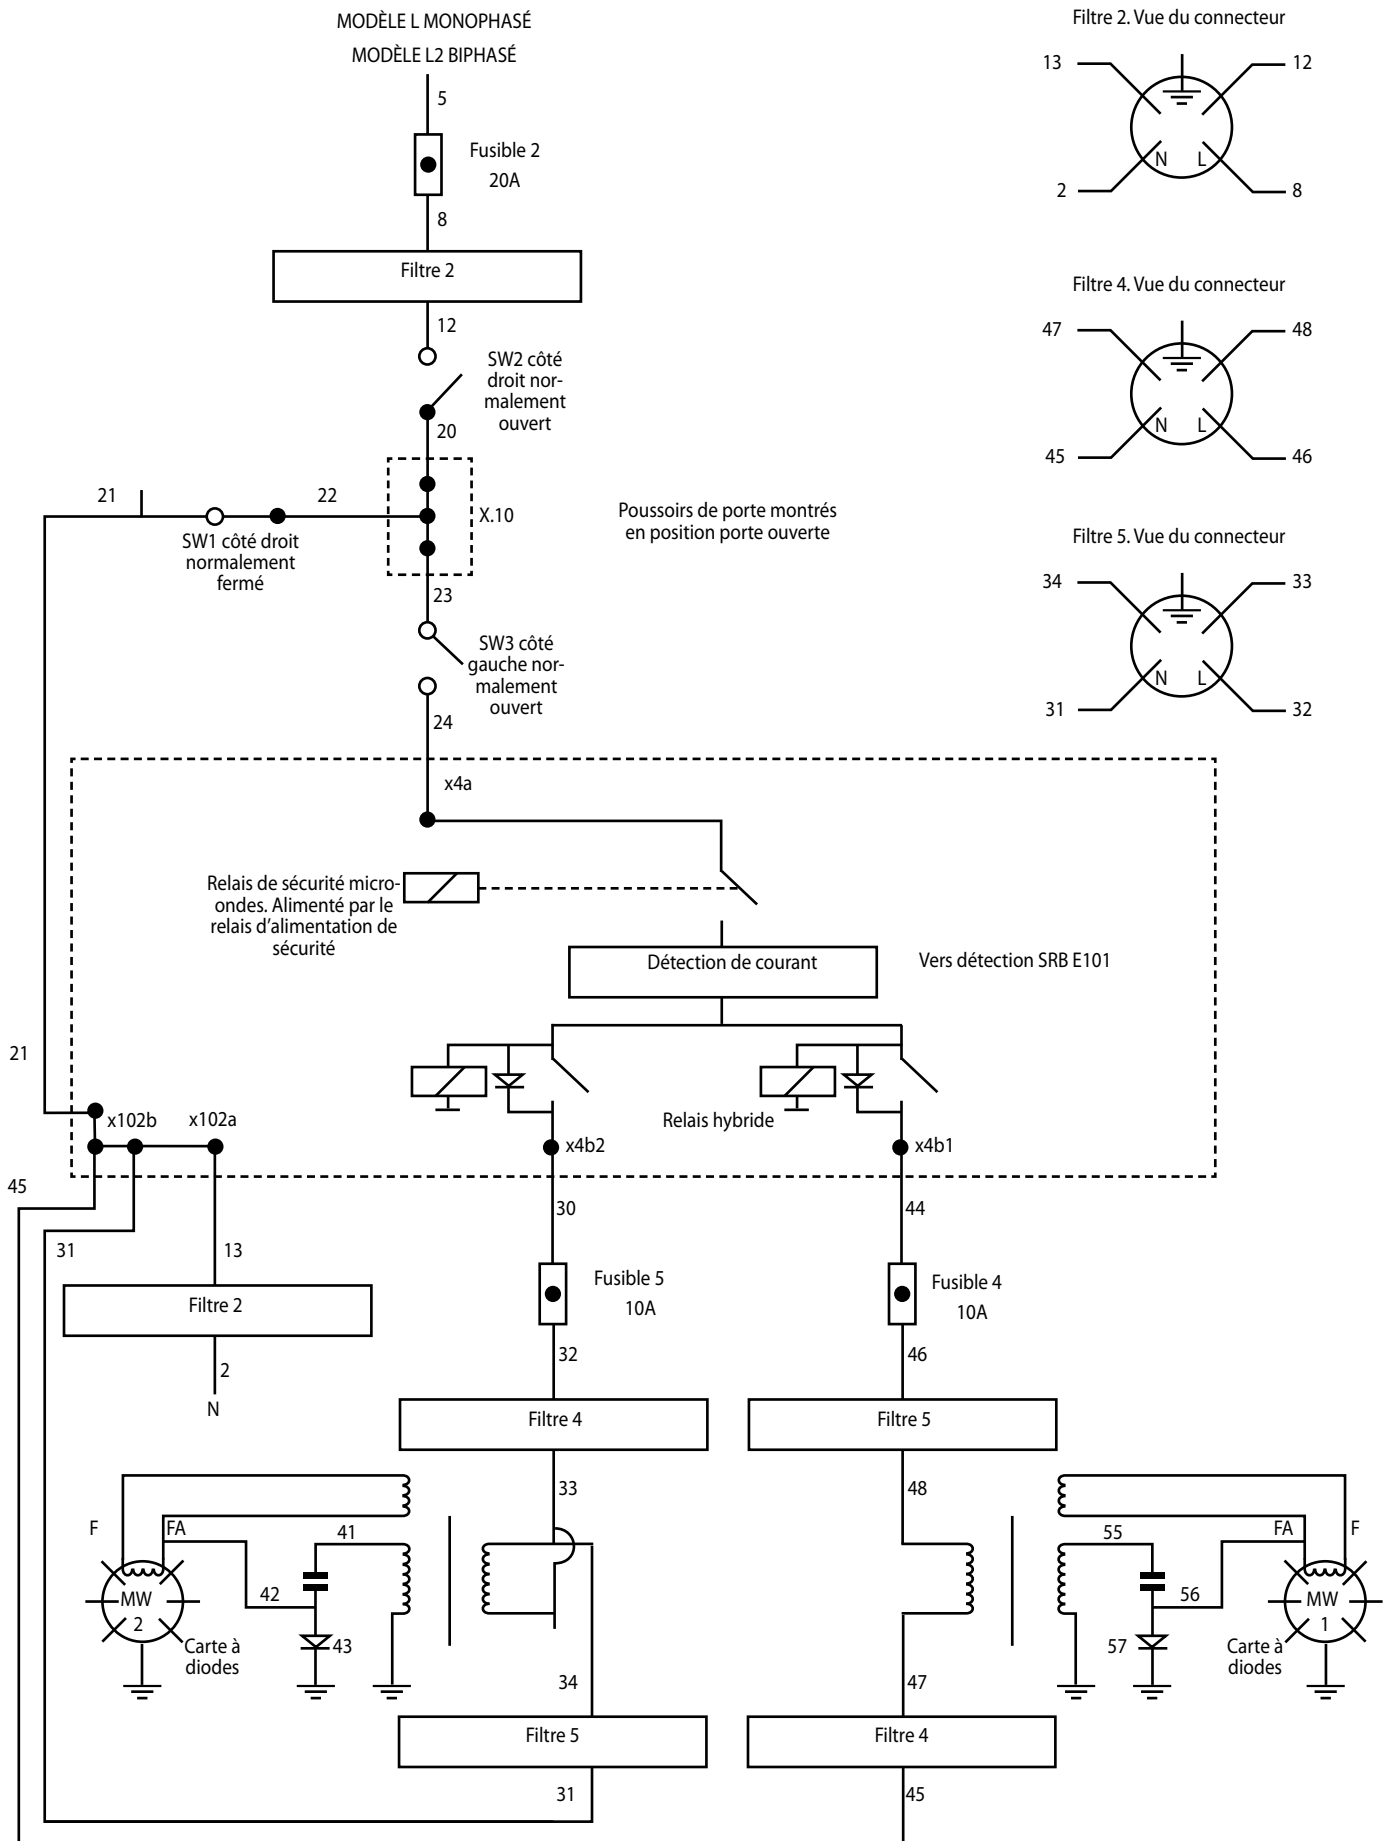 MODÈLE L MONOPHASÉ
MODÈLE L2 BIPHASÉ
5
Fusible 2
20A
8
Filtre 2
12
SW2 côté
droit nor-
malement
ouvert
20
21
22
X.10
SW1 côté droit
normalement
fermé
Poussoirs de porte montrés
en position porte ouverte
23
SW3 côté
gauche nor-
malement
ouvert
24
Filtre 2. Vue du connecteur
13
12
N
L
2
8
Filtre 4. Vue du connecteur
47
48
N
L
45
46
Filtre 5. Vue du connecteur
34
33
N
L
31
32
x4a
Relais de sécurité micro-
ondes. Alimenté par le
relais d'alimentation de
sécurité
Détection de courant
Vers détection SRB E101
21
x102b
x102a
Relais hybride
x4b2
x4b1
45
31
13
30
44
Fusible 5
10A
Fusible 4
10A
Filtre 2
2
N
32
46
Filtre 4
Filtre 5
33
48
F
FA
41
42
43
MW
2
Carte à
diodes
55
FA
F
56
57
MW
1
Carte à
diodes
34
47
Filtre 5
Filtre 4
31
45